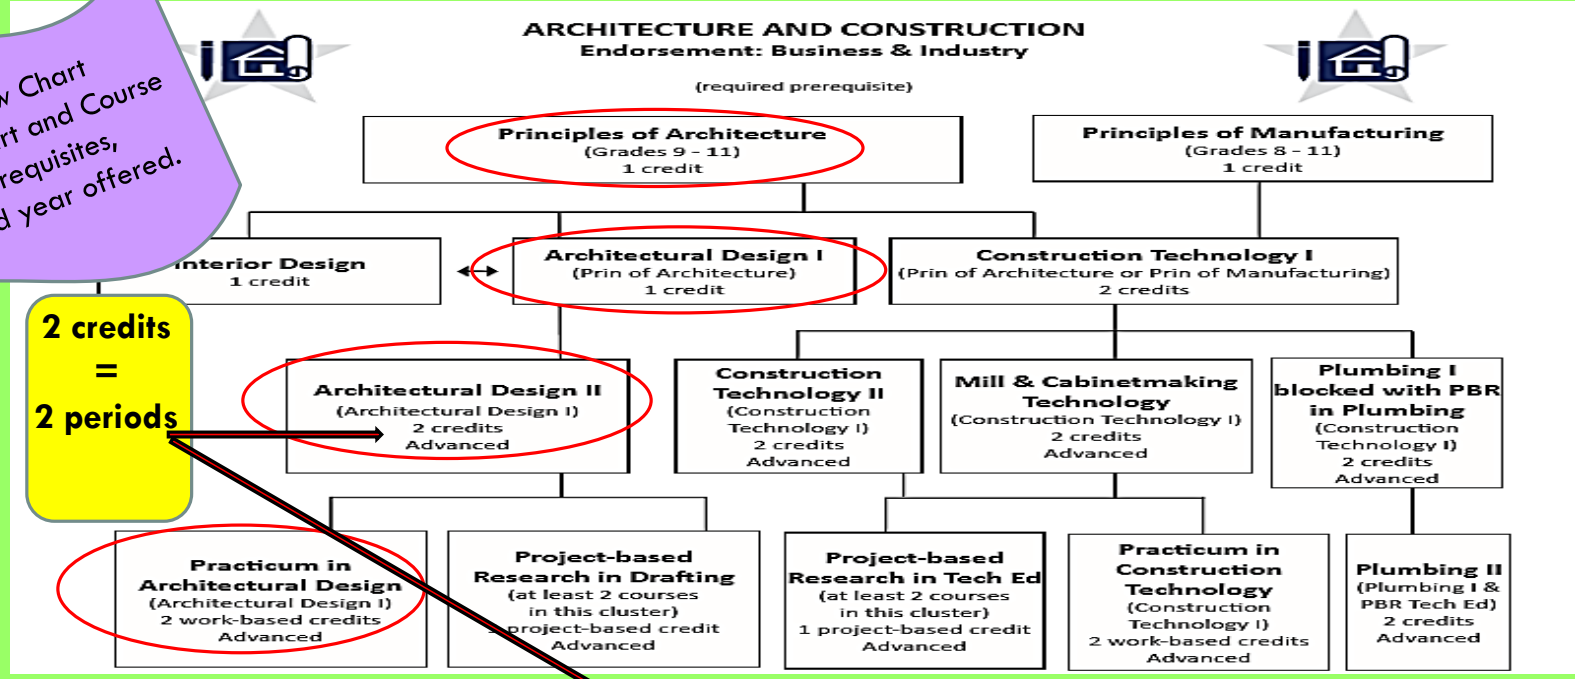 Chart
rt and Course
requisites,
year offered.
ARCHITECTURE AND CONSTRUCTION
Endorsement: Business & Industry
(required prerequisite)
Principles of Architecture
(Grades 9 - 11)
1 credit
Principles of Manufacturing
(Grades 8 - 11)
1 credit
Interior Design
1 credit
Architectural Design I
(Prin of Architecture)
1 credit
Construction Technology I
(Prin of Architecture or Prin of Manufacturing)
2 credits
2 credits
=
2 periods
Architectural Design II
(Architectural Design I)
2 credits
Advanced
Construction
Technology II
(Construction
Technology I)
2 credits
Advanced
Mill & Cabinetmaking
Technology
(Construction Technology I)
2 credits
Advanced
Plumbing I
blocked with PBR
in Plumbing
(Construction
Technology I)
2 credits
Advanced
Practicum in
Architectural Design
(Architectural Design I)
2 work-based credits
Advanced
Project-based
Research in Drafting
(at least 2 courses
in this cluster)
project-based credit
Advanced
Project-based
Research in Tech Ed
(at least 2 courses
in this cluster)
1 project-based credit
Advanced
Practicum in
Construction
Technology
(Construction
Technology I)
2 work-based credits
Advanced
Plumbing II
(Plumbing I &
PBR Tech Ed)
2 credits
Advanced